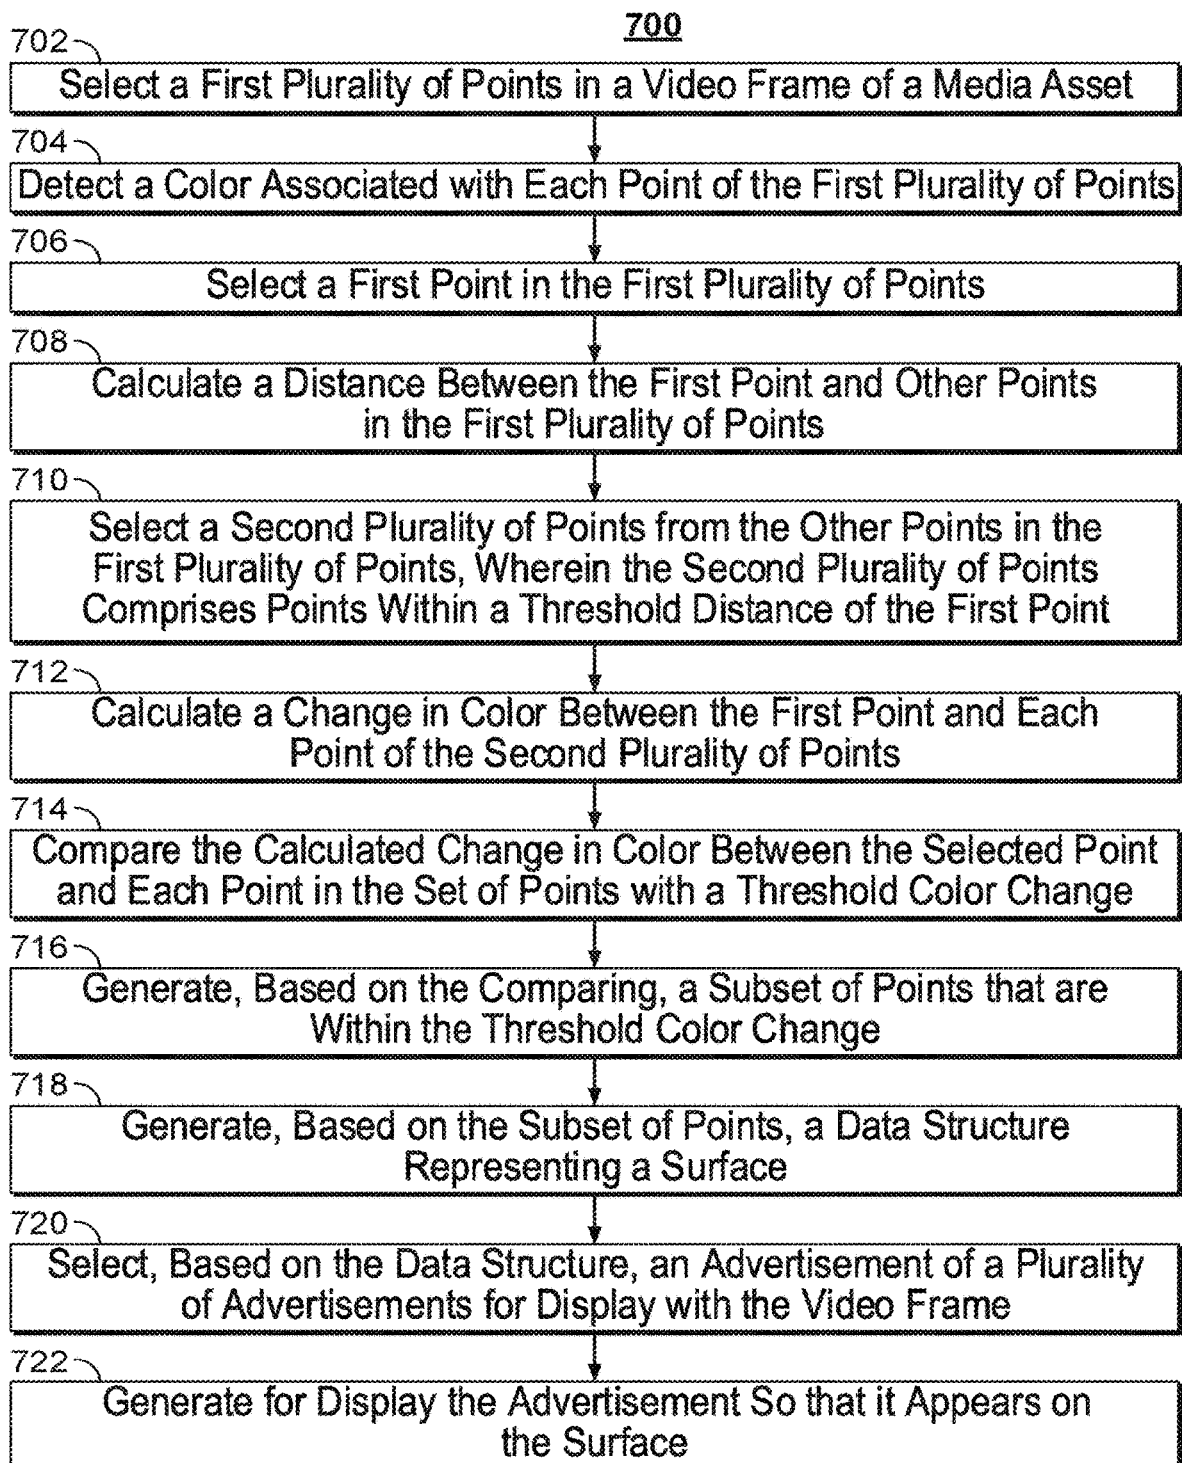 700
702
Select a First Plurality of Points in a Video Frame of a Media Asset
704
Detect a Color Associated with Each Point of the First Plurality of Points
706
Select a First Point in the First Plurality of Points
708
Calculate a Distance Between the First Point and Other Points
in the First Plurality of Points
710
Select a Second Plurality of Points from the Other Points in the
First Plurality of Points, Wherein the Second Plurality of Points
Comprises Points Within a Threshold Distance of the First Point
712
Calculate a Change in Color Between the First Point and Each
Point of the Second Plurality of Points
714
Compare the Calculated Change in Color Between the Selected Point
and Each Point in the Set of Points with a Threshold Color Change
716
Generate, Based on the Comparing, a Subset of Points that are
Within the Threshold Color Change
718
Generate, Based on the Subset of Points, a Data Structure
Representing a Surface
720
Select, Based on the Data Structure, an Advertisement of a Plurality
of Advertisements for Display with the Video Frame
722
Generate for Display the Advertisement So that it Appears on
the Surface